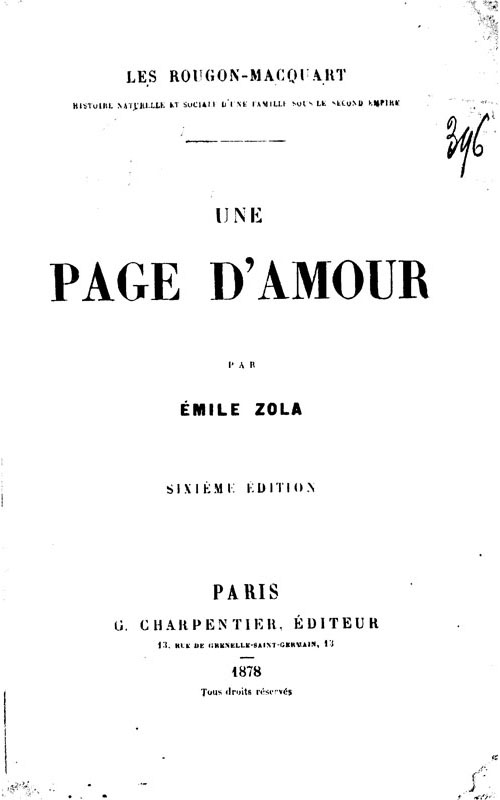 LES ROUGON-MACQUART
HISTOIRE NATURELLE ET SOCIALE D'UNE FAMILLE SOUS LE SECOND EMPIRE
396
UNE
PAGE D'AMOUR
PAR
ÉMILE ZOLA
SIXIÈME ÉDITION
PARIS
G. CHARPENTIER, ÉDITEUR
13, RUE DE GRENELLE-SAINT-GERMAIN, 13
1878
Tous droits réservés